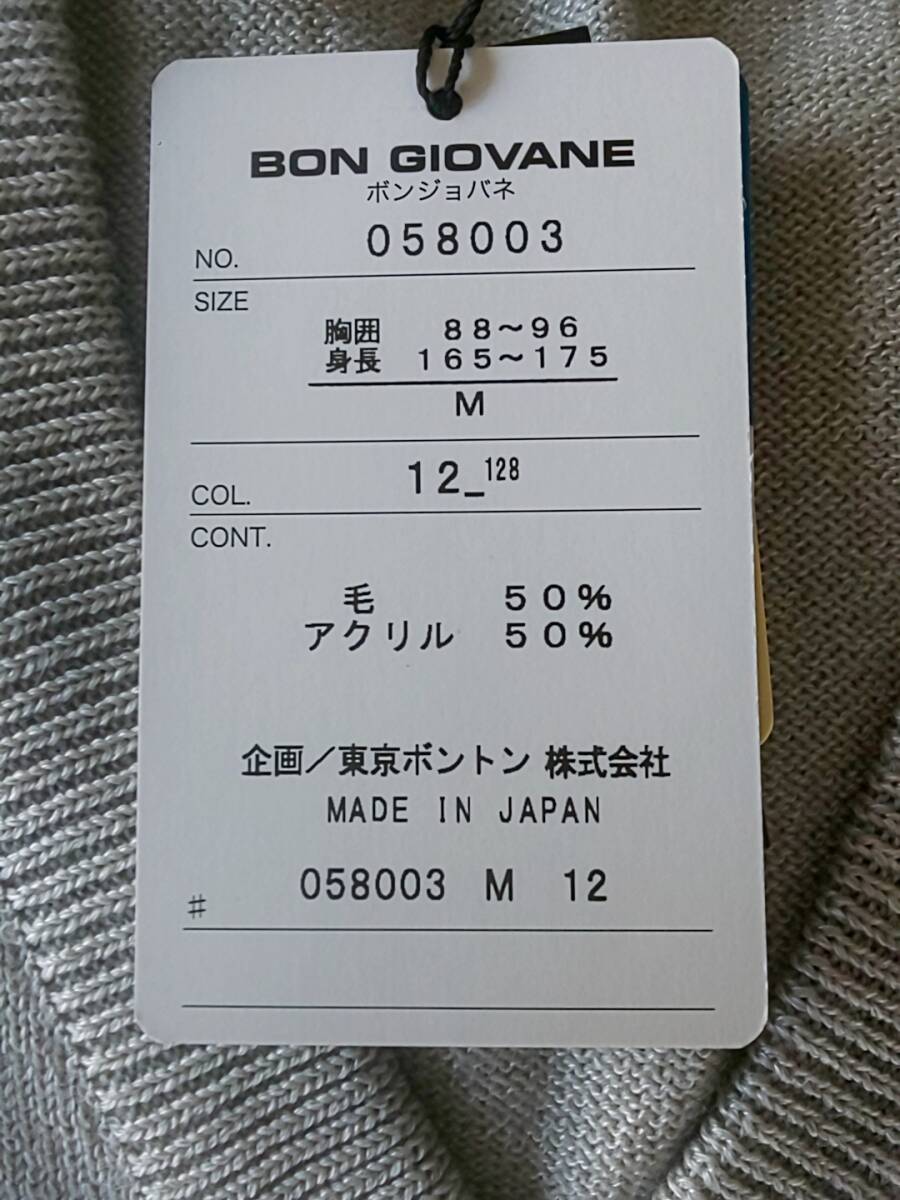 BON GIOVANE
ボンジョバネ
NO. 058003
SIZE
胸囲 88～96
身長 165～175
M
COL. 12_128
CONT.
毛 50%
アクリル 50%
企画／東京ボントン 株式会社
MADE IN JAPAN
# 058003 M 12